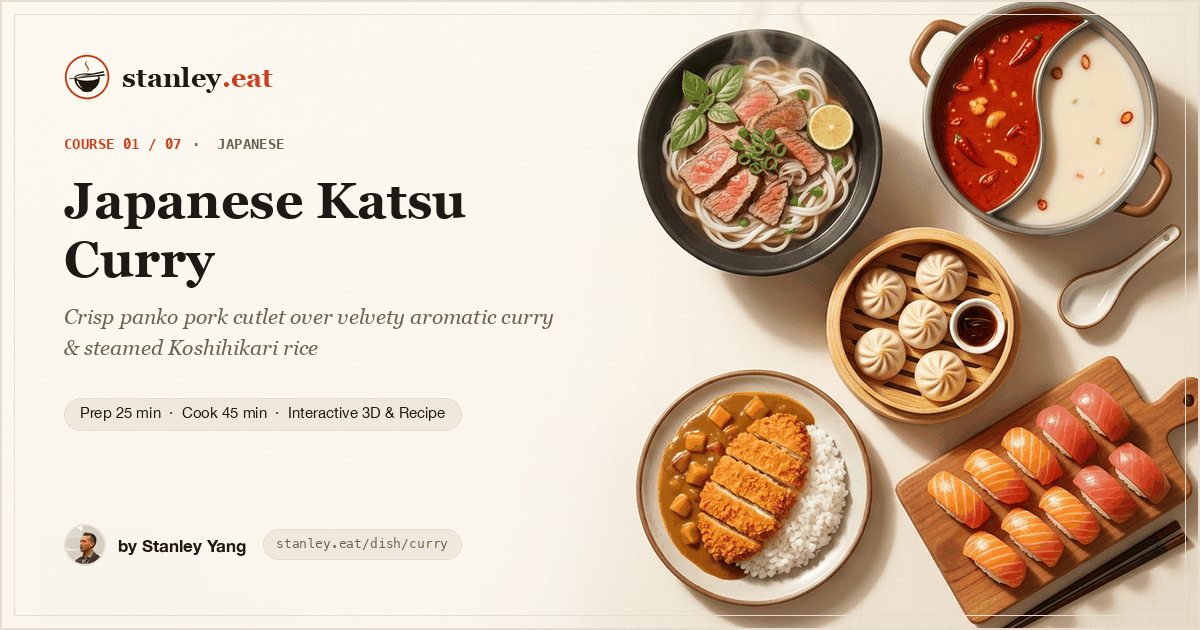 stanley.eat
COURSE 01 / 07 · JAPANESE
Japanese Katsu
Curry
Crisp panko pork cutlet over velvety aromatic curry
& steamed Koshihikari rice
Prep 25 min · Cook 45 min · Interactive 3D & Recipe
by Stanley Yang
stanley.eat/dish/curry